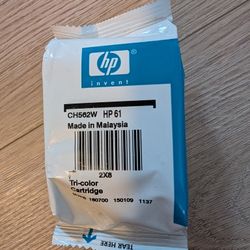 hp
invent
CH562W HP 61
Made in Malaysia
2X8
Tri-color
Cartridge
160700 150109 1137
TEAR HERE